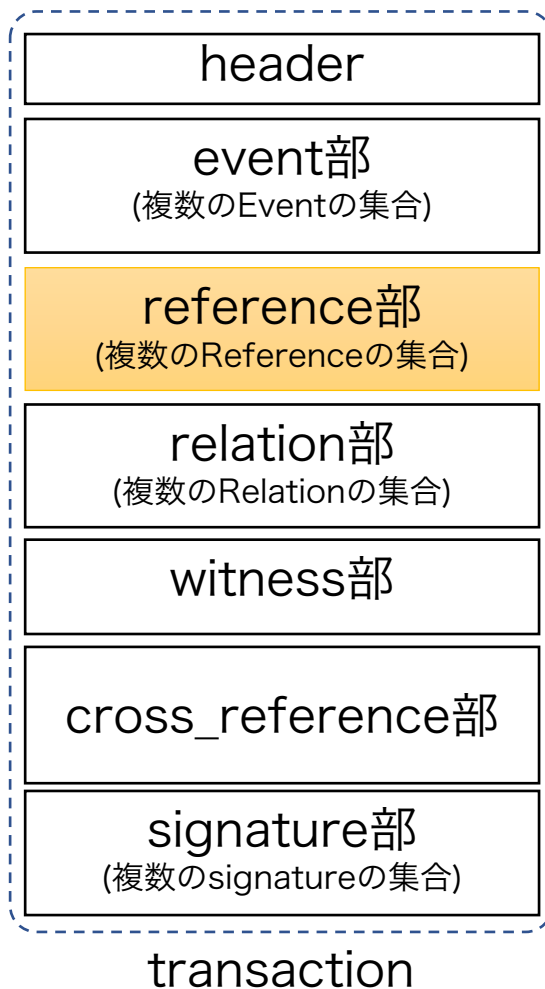 header
event部
(複数のEventの集合)
reference部
(複数のReferenceの集合)
relation部
(複数のRelationの集合)
witness部
cross_reference部
signature部
(複数のsignatureの集合)
transaction